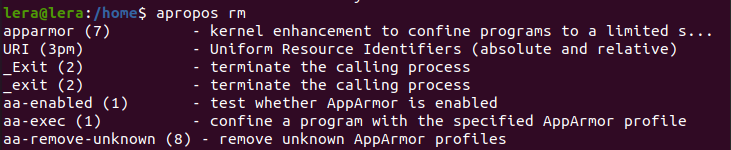 lera@lera:/home$ apropos rm
apparmor (7)         - kernel enhancement to confine programs to a limited s...
URI (3pm)            - Uniform Resource Identifiers (absolute and relative)
_Exit (2)            - terminate the calling process
_exit (2)            - terminate the calling process
aa-enabled (1)       - test whether AppArmor is enabled
aa-exec (1)          - confine a program with the specified AppArmor profile
aa-remove-unknown (8) - remove unknown AppArmor profiles